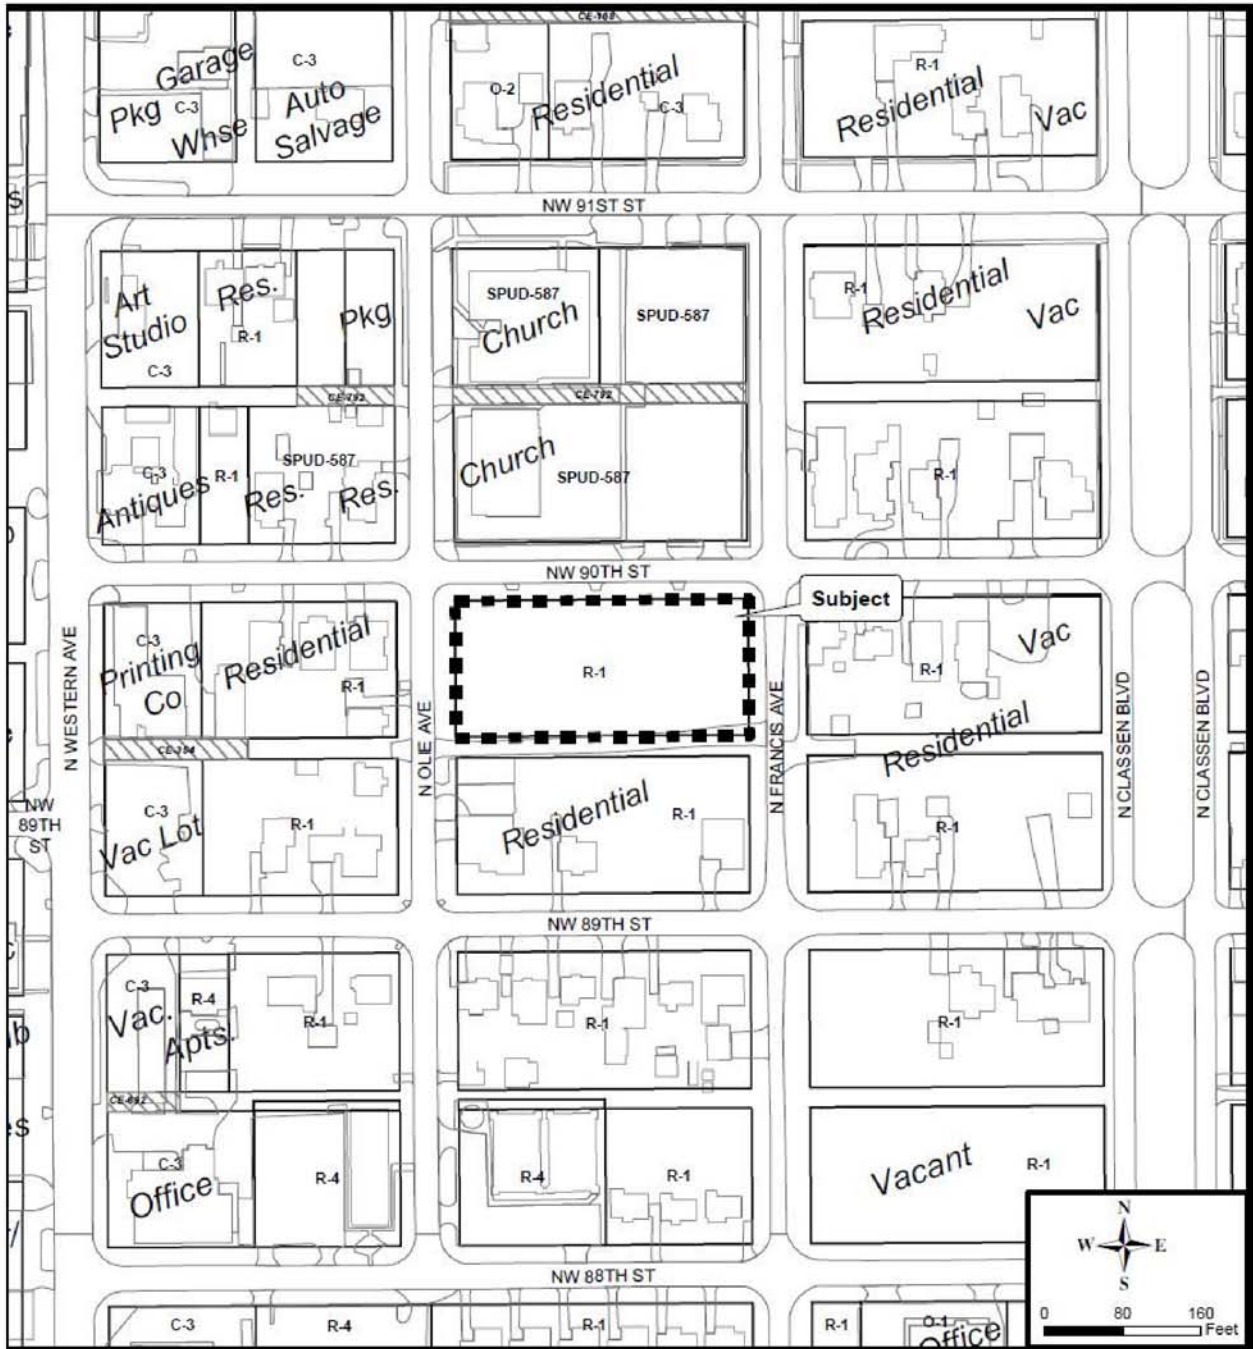 CE-168
Garage
C-3
Pkg
C-3
Whse
Auto
Salvage
O-2
Residential
C-3
R-1
Residential
Vac
NW 91ST ST
Art
Studio
C-3
Res.
R-1
Pkg
SPUD-587
Church
SPUD-587
R-1
Residential
Vac
CE-792
CE-792
C-3
Antiques
R-1
SPUD-587
Res.
Res.
Church
SPUD-587
R-1
NW 90TH ST
Subject
N WESTERN AVE
C-3
Printing
Co
Residential
R-1
N OLIE AVE
R-1
N FRANCIS AVE
R-1
Vac
Residential
N CLASSEN BLVD
N CLASSEN BLVD
NW
89TH
ST
C-3
Vac Lot
R-1
Residential
R-1
R-1
NW 89TH ST
C-3
Vac.
R-4
Apts.
R-1
R-1
R-1
C-3
Office
R-4
R-4
R-1
Vacant
R-1
NW 88TH ST
C-3
R-4
R-1
R-1
O-1
Office
N
W
E
S
0 80 160
Feet